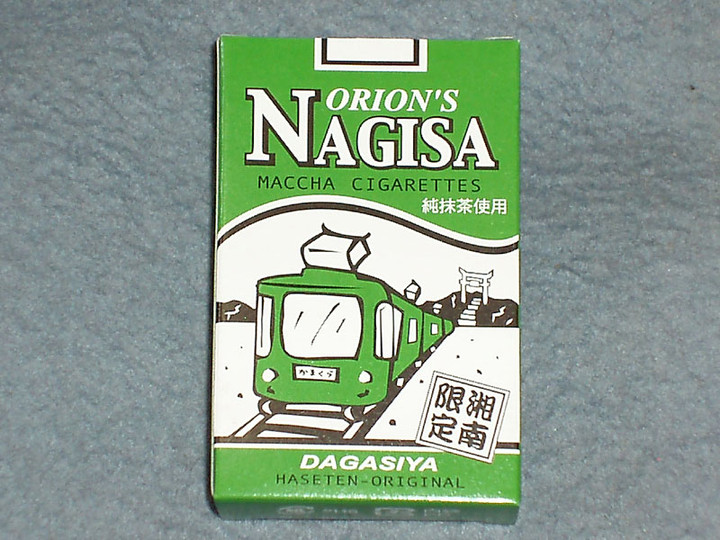 ORION'S
NAGISA
MACCHA CIGARETTES
純抹茶使用
かまくら
湘南
限定
DAGASIYA
HASETEN-ORIGINAL